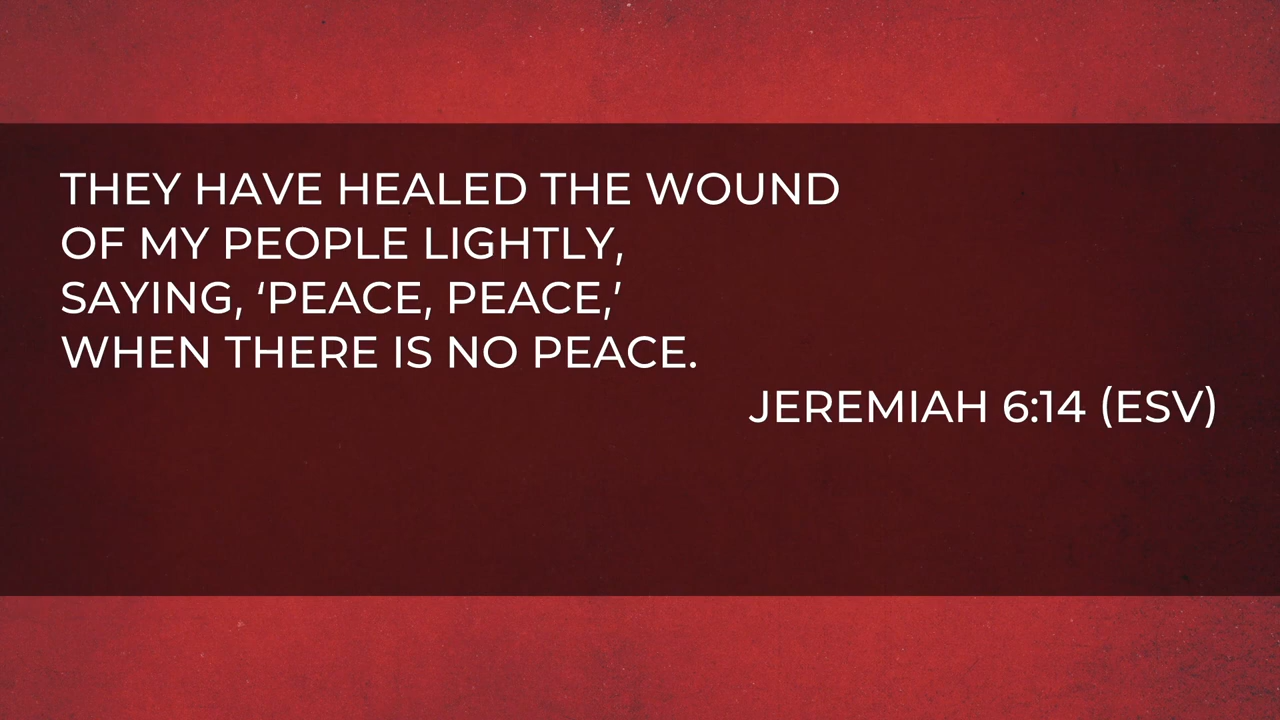 THEY HAVE HEALED THE WOUND
OF MY PEOPLE LIGHTLY,
SAYING, ‘PEACE, PEACE,’
WHEN THERE IS NO PEACE.
JEREMIAH 6:14 (ESV)